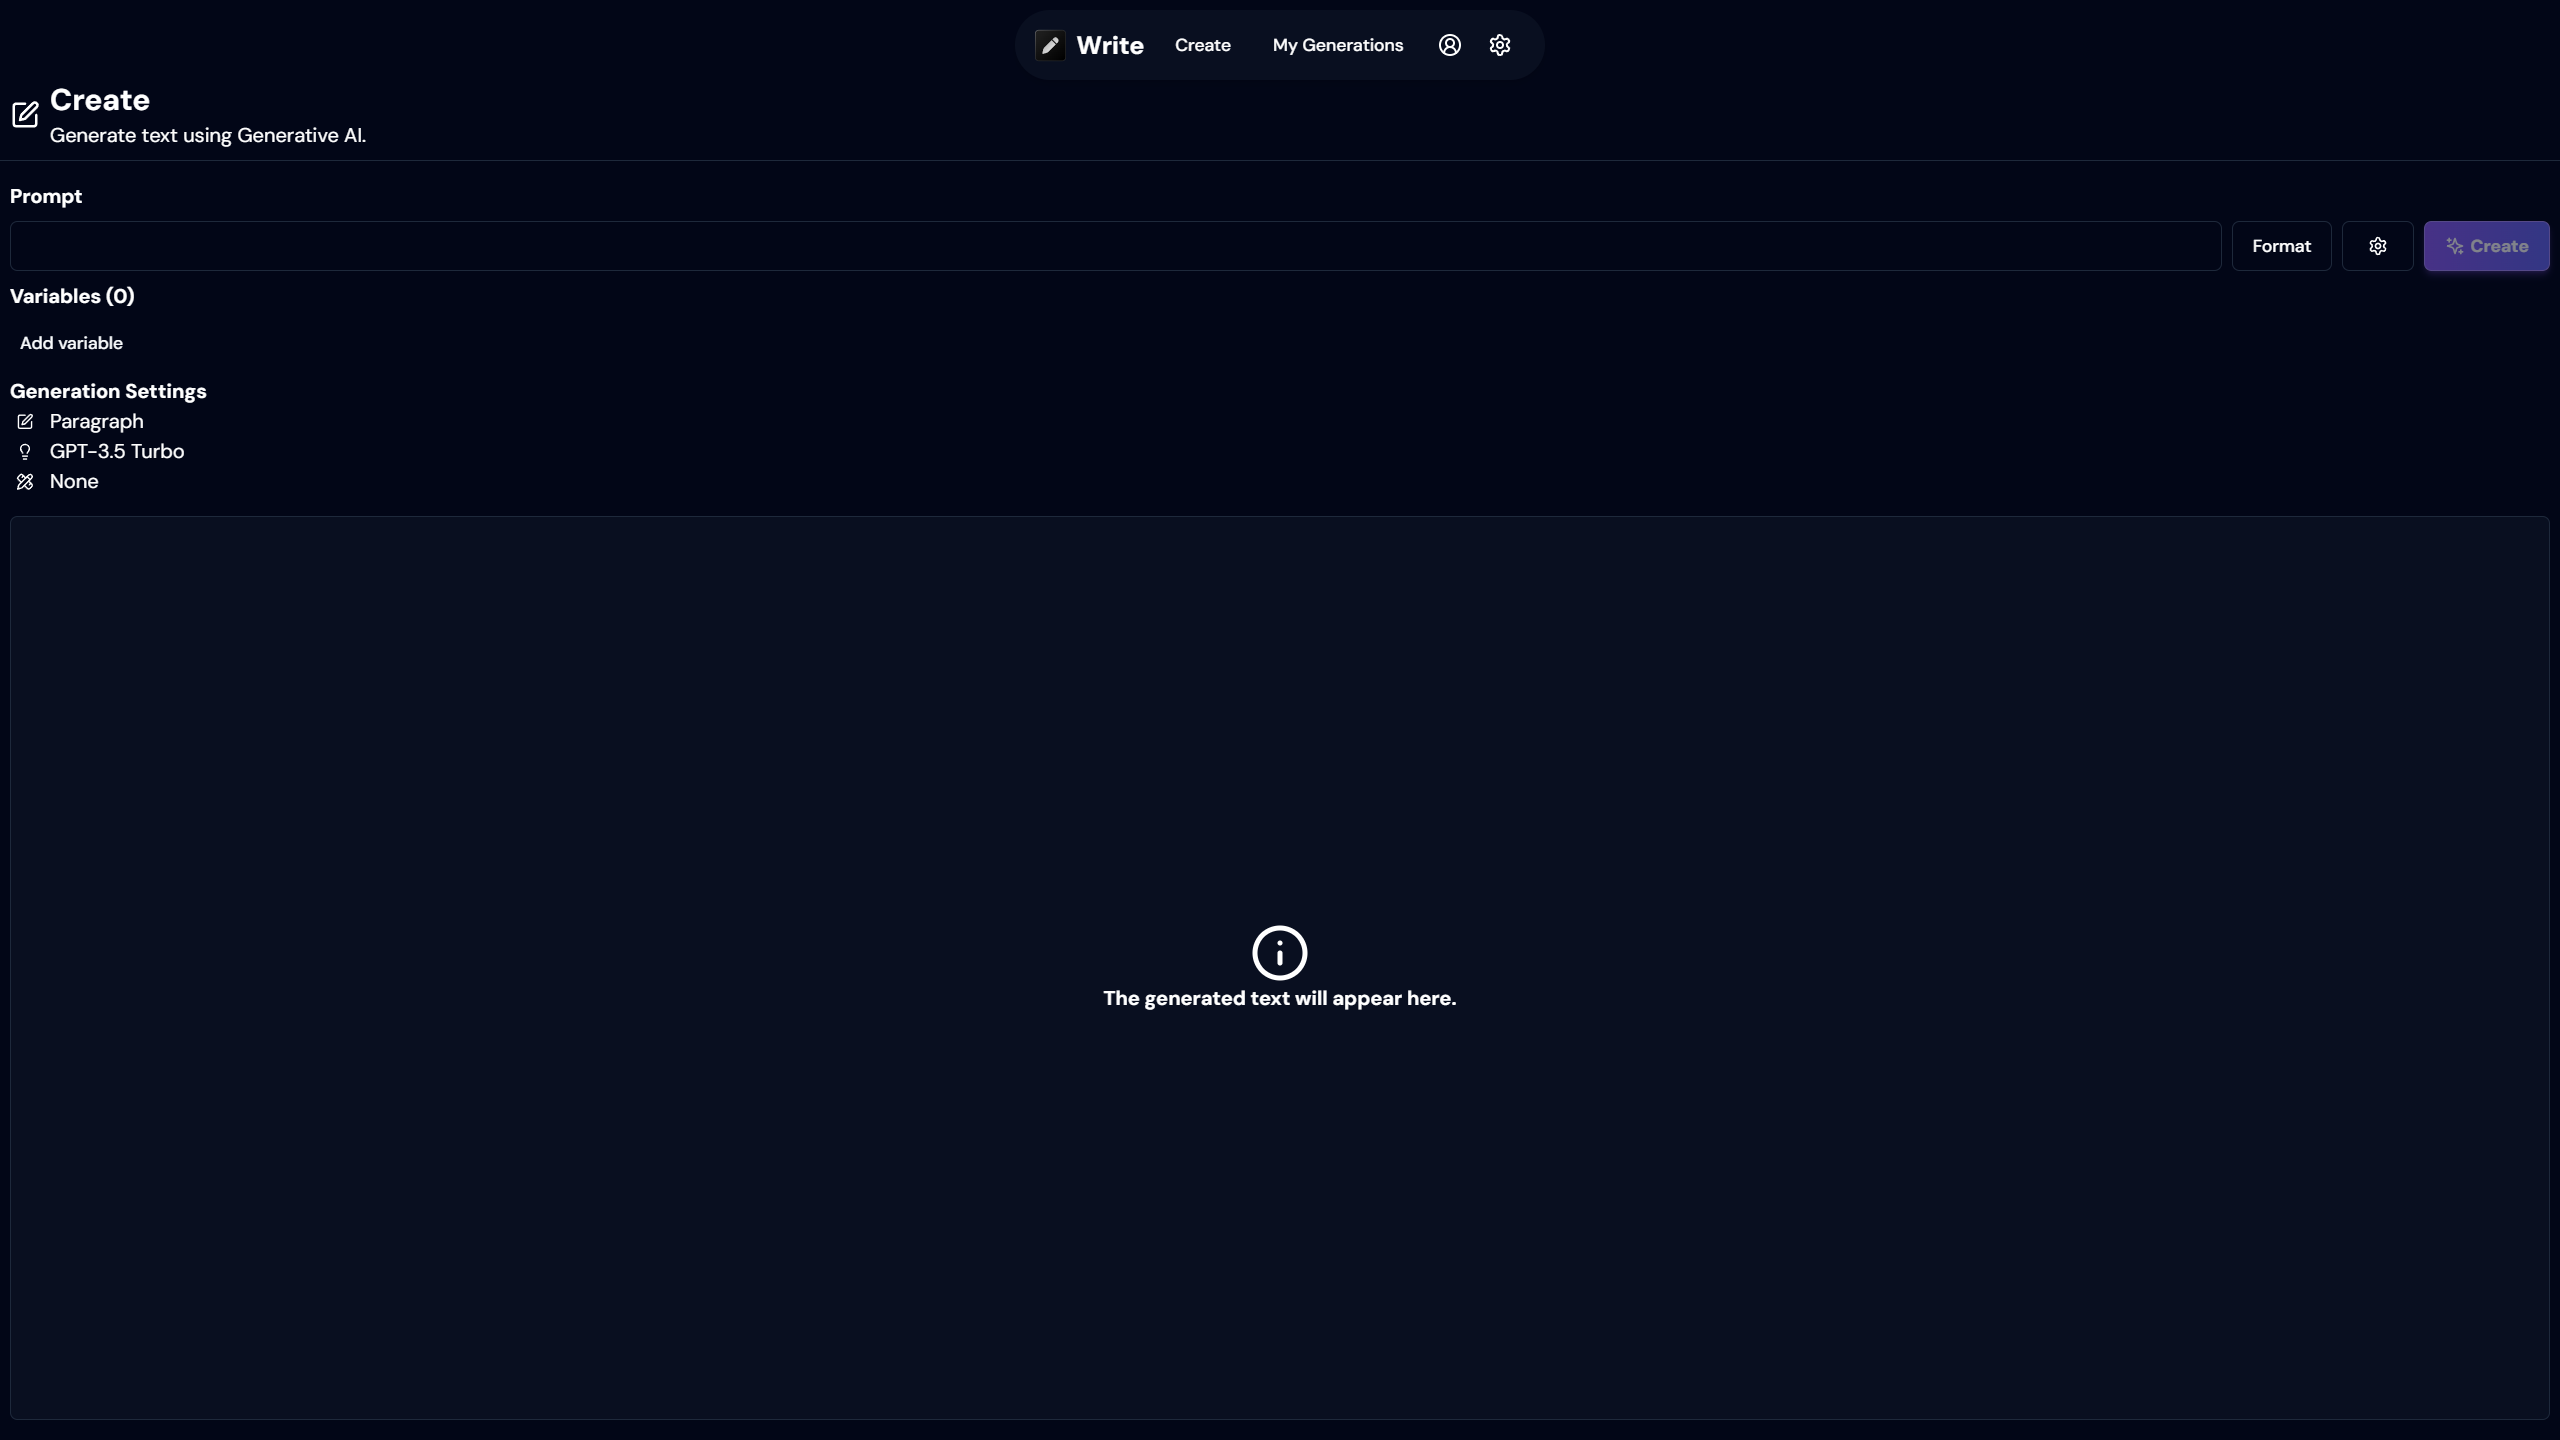 Write Create My Generations
Create
Generate text using Generative AI.
Prompt
Format Create
Variables (0)
Add variable
Generation Settings
Paragraph
GPT-3.5 Turbo
None
The generated text will appear here.